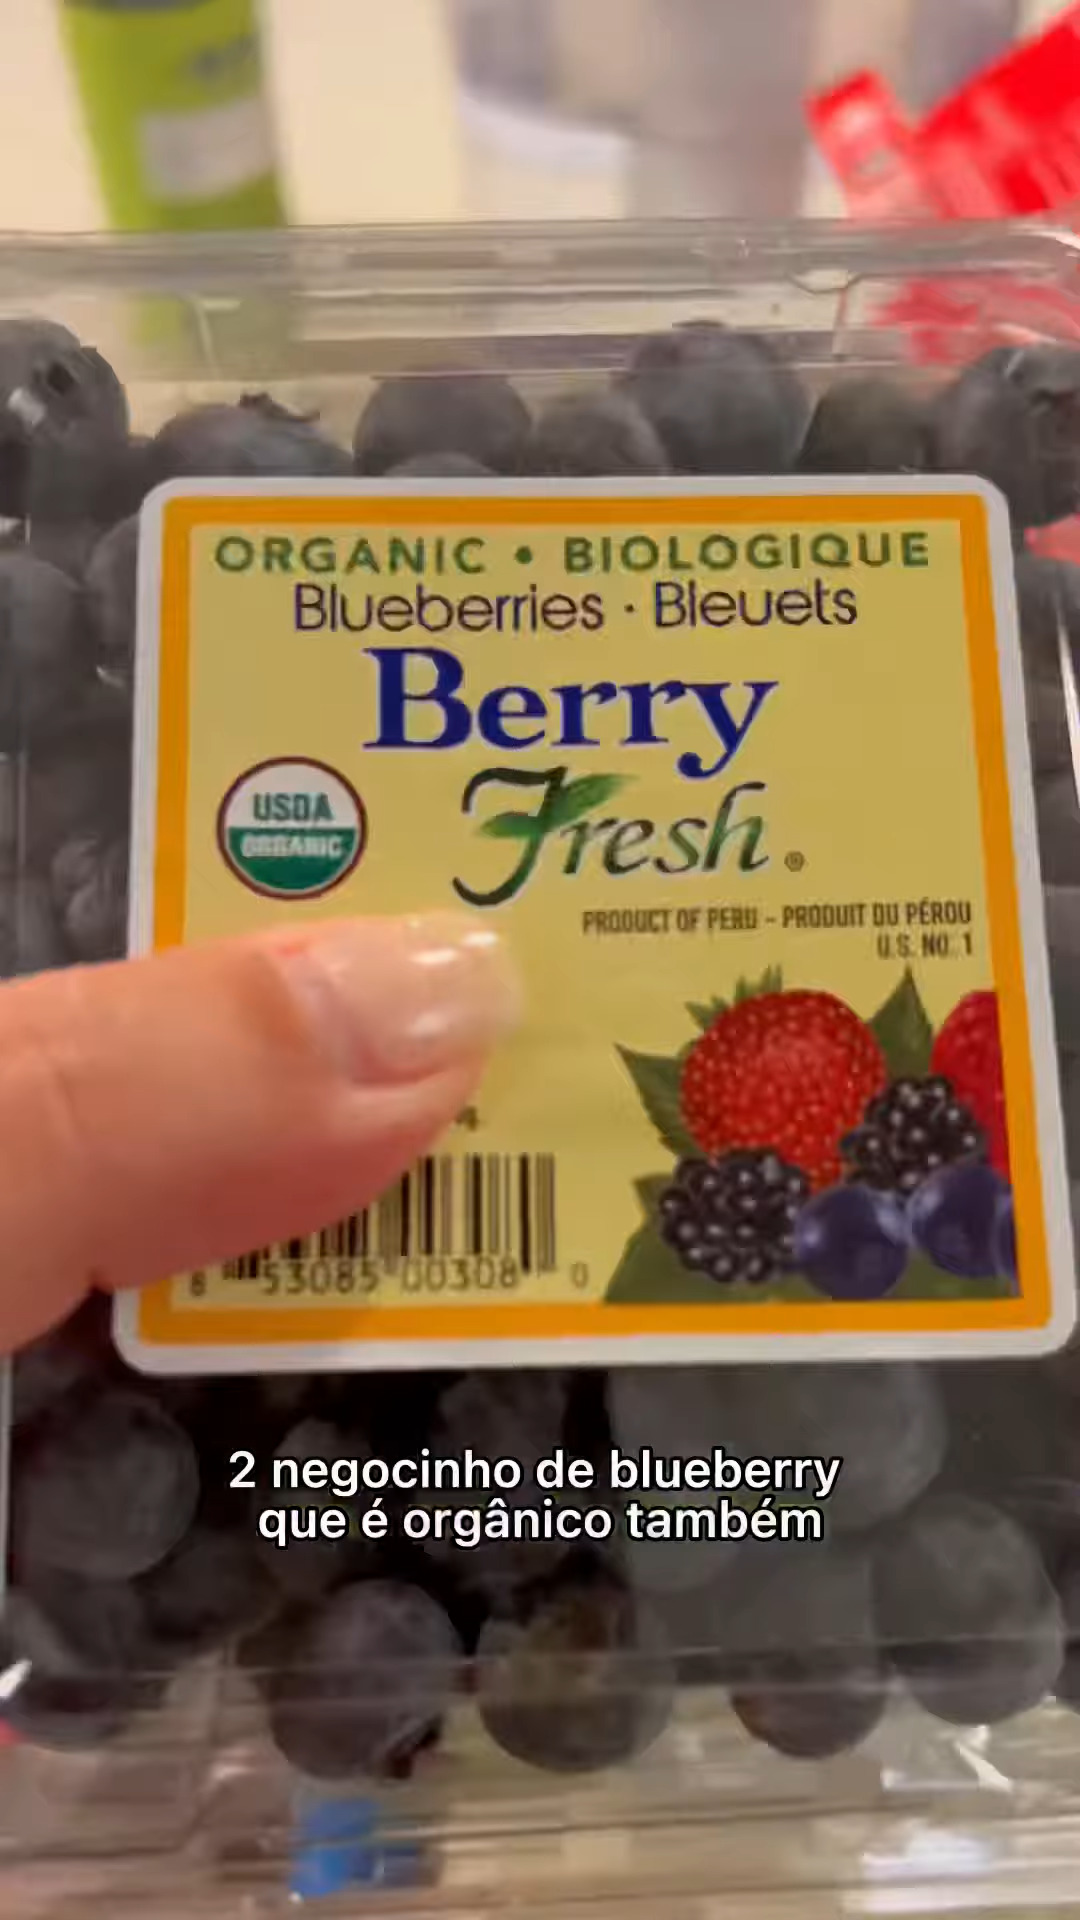 ORGANIC • BIOLOGIQUE
Blueberries · Bleuets
Berry
Fresh®
USDA
ORGANIC
PRODUCT OF PERU – PRODUIT DU PÉROU
U.S. NO. 1
4
8 53085 00308 0
2 negocinho de blueberry
que é orgânico também